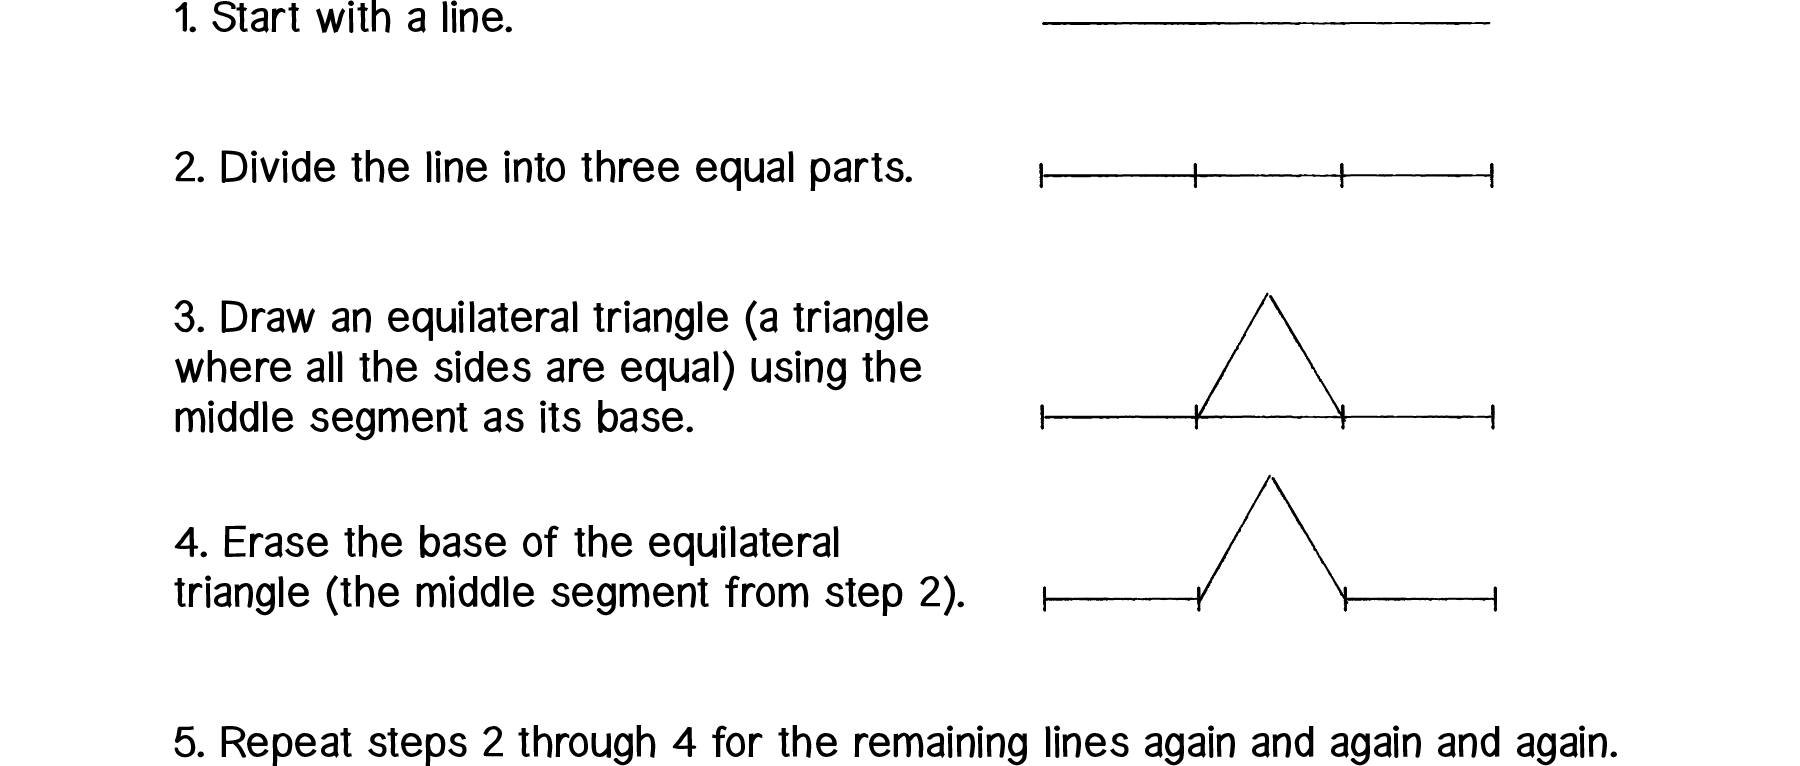 1. Start with a line.
2. Divide the line into three equal parts.
3. Draw an equilateral triangle (a triangle
where all the sides are equal) using the
middle segment as its base.
4. Erase the base of the equilateral
triangle (the middle segment from step 2).
5. Repeat steps 2 through 4 for the remaining lines again and again and again.